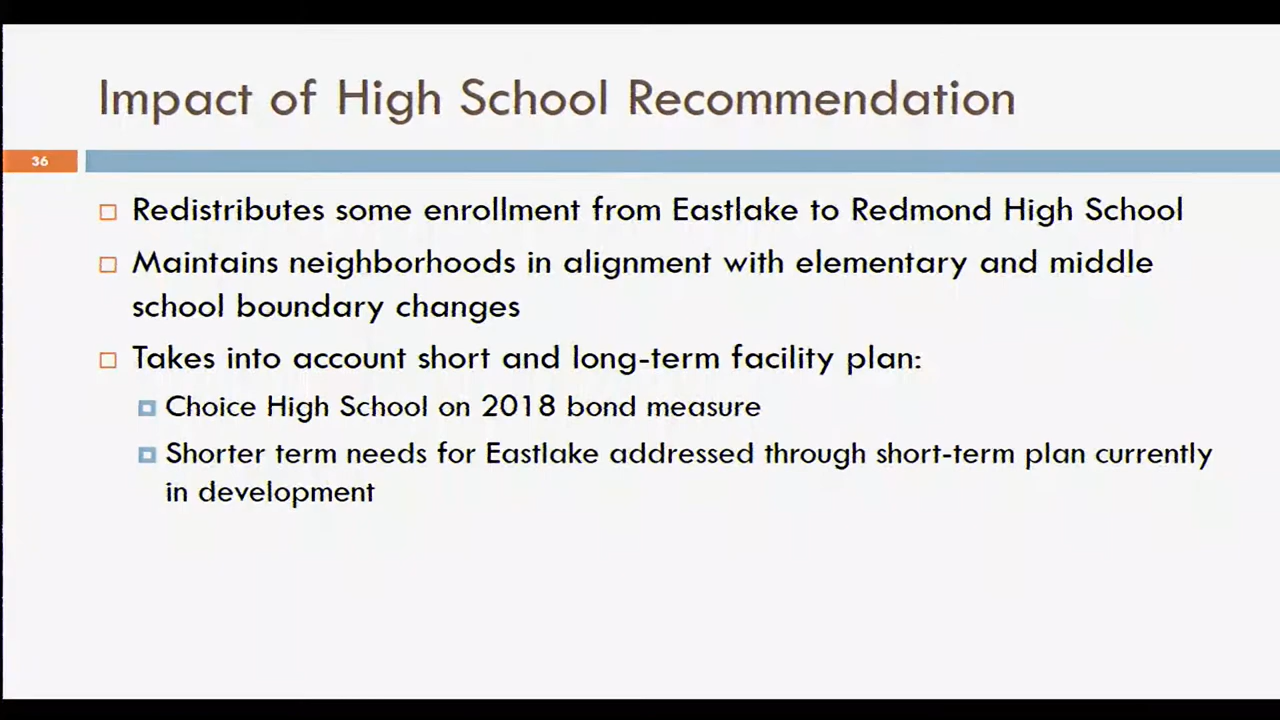 Impact of High School Recommendation
36
Redistributes some enrollment from Eastlake to Redmond High School
Maintains neighborhoods in alignment with elementary and middle
school boundary changes
Takes into account short and long-term facility plan:
Choice High School on 2018 bond measure
Shorter term needs for Eastlake addressed through short-term plan currently
in development